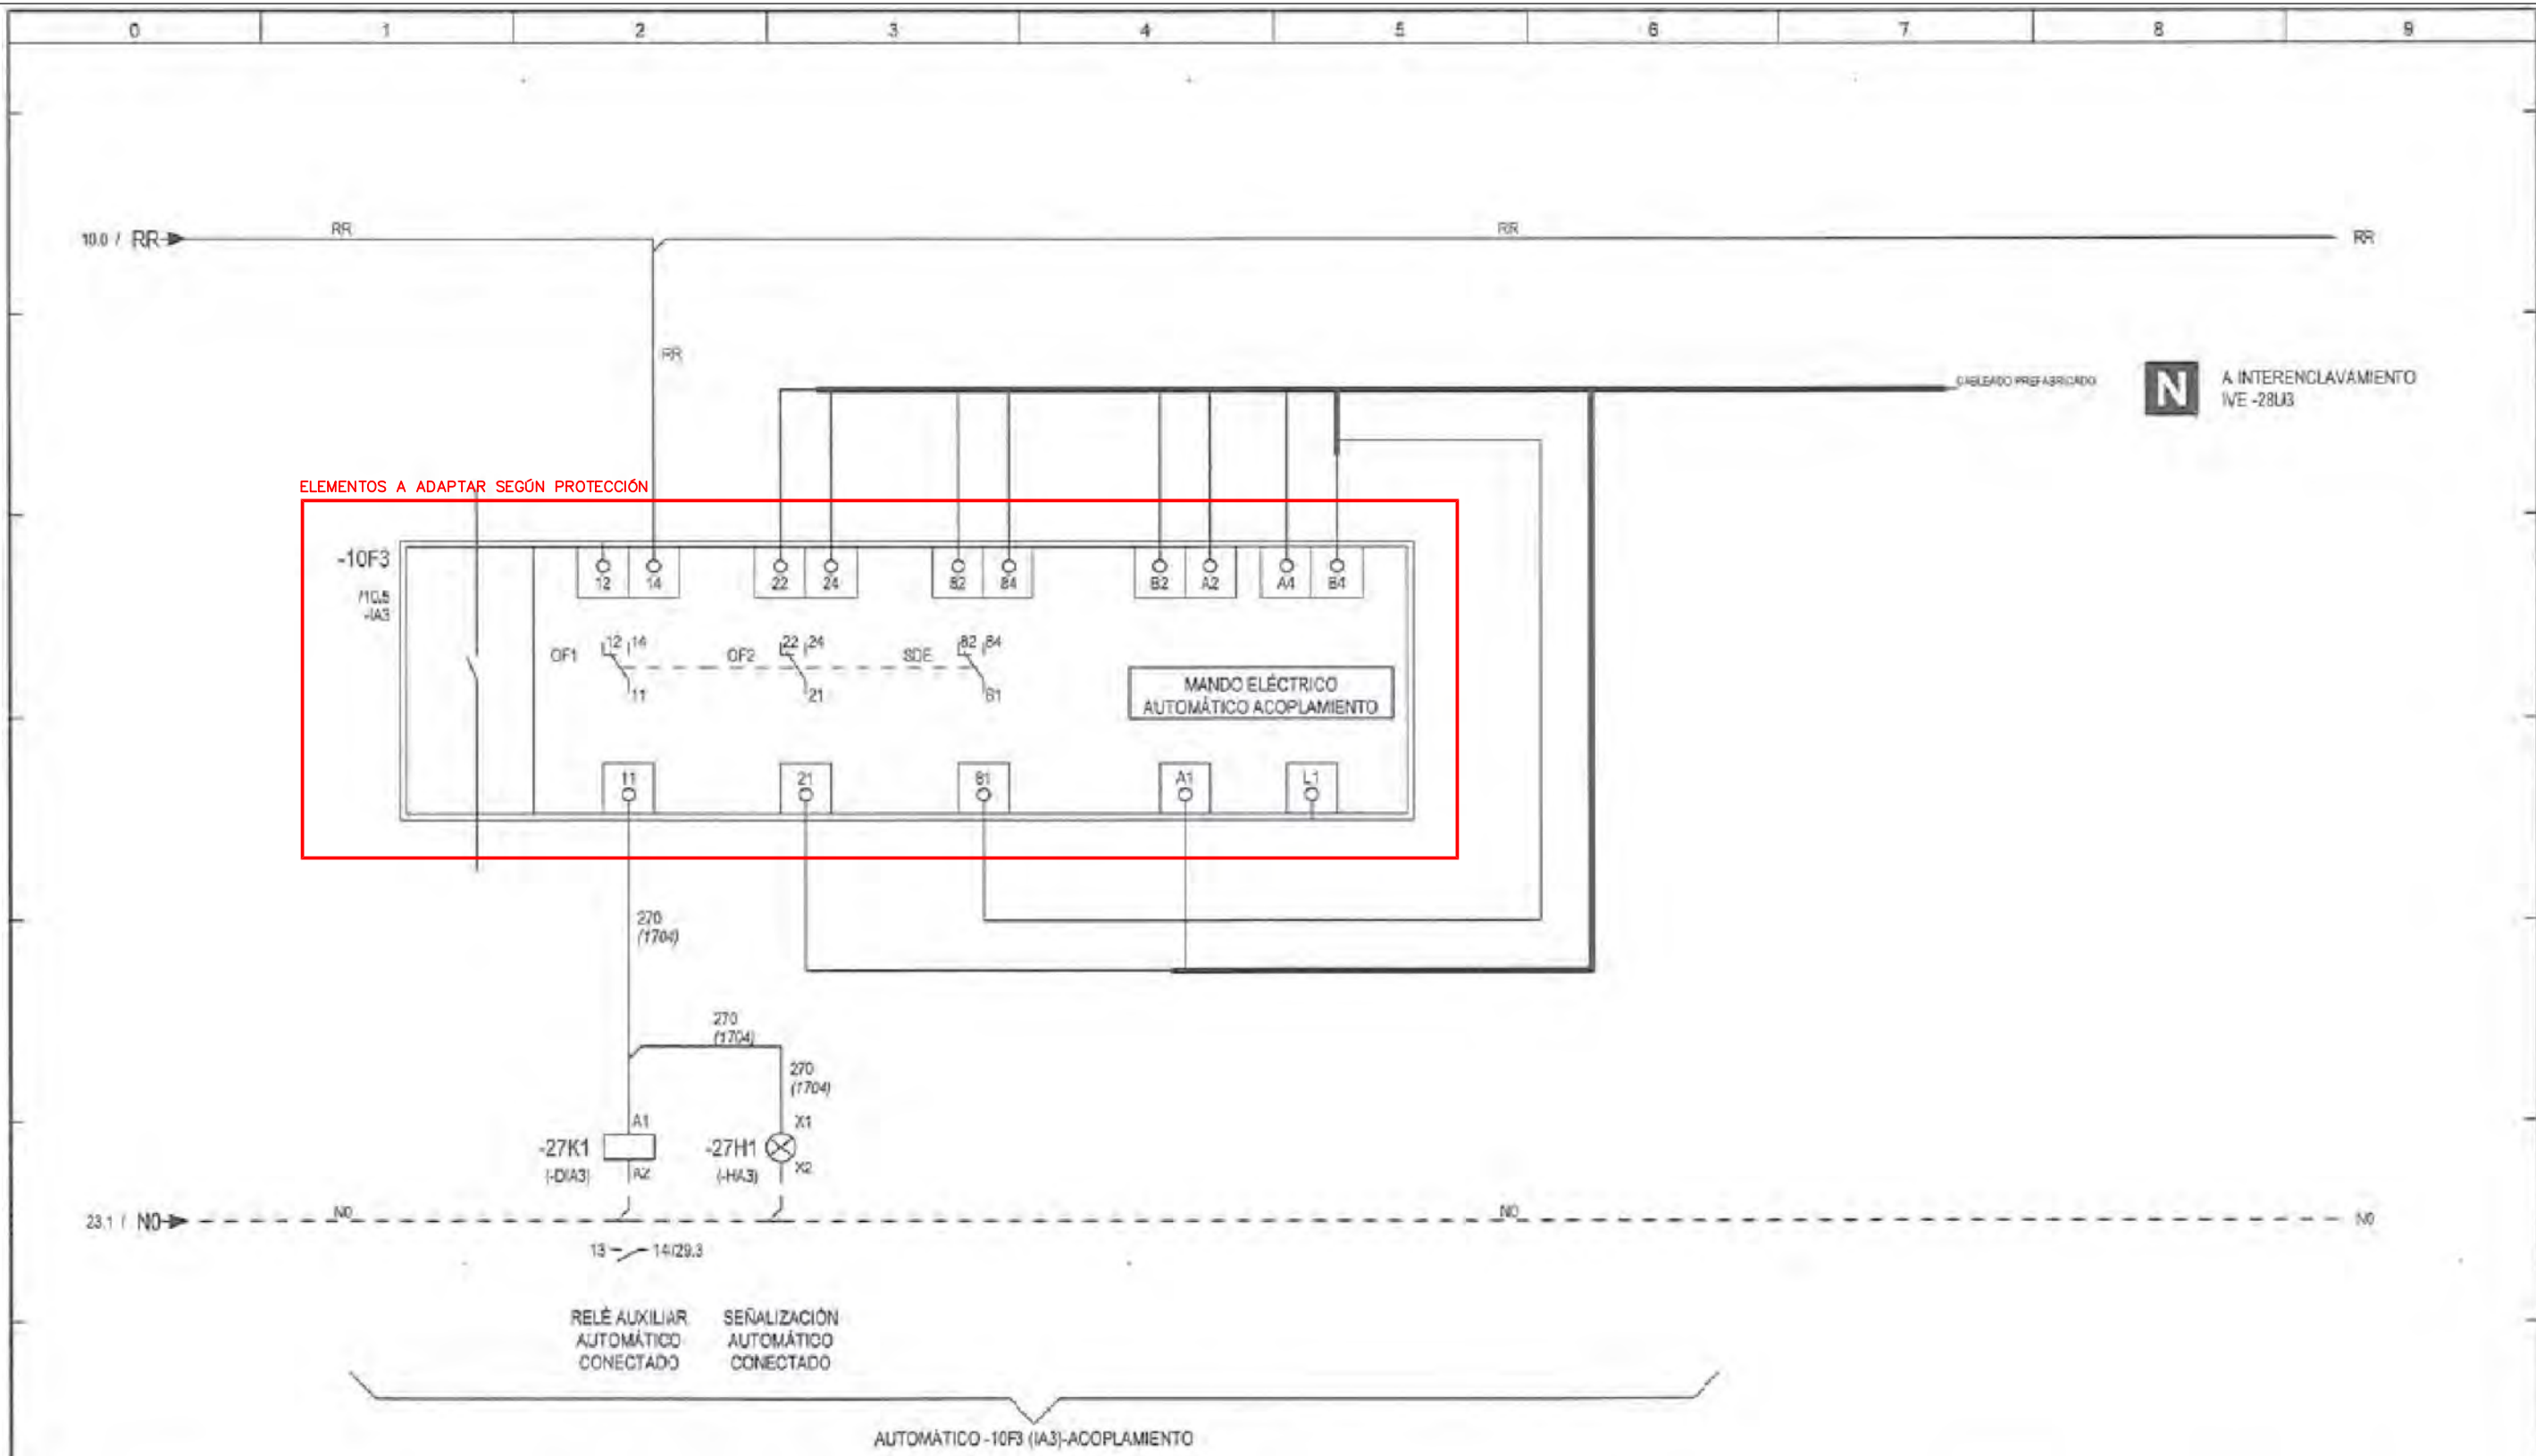 0 1 2 3 4 5 6 7 8 9
10.0 / RR RR RR RR
RR
CABLEADO PREFABRICADO
N
A INTERENCLAVAMIENTO
IVE -28U3
ELEMENTOS A ADAPTAR SEGÚN PROTECCIÓN
-10F3
/10.5
-IA3
12 14 22 24 82 84 B2 A2 A4 B4
OF1 12 14 11
OF2 22 24 21
SDE 82 84 81
MANDO ELÉCTRICO
AUTOMÁTICO ACOPLAMIENTO
11 21 81 A1 L1
270
(1704)
270
(1704)
270
(1704)
-27K1
(-DIA3)
A1
A2
-27H1
(-HA3)
X1
X2
23.1 / N0 N0 N0 N0
13 14/29.3
RELÉ AUXILIAR
AUTOMÁTICO
CONECTADO
SEÑALIZACIÓN
AUTOMÁTICO
CONECTADO
AUTOMÁTICO -10F3 (IA3)-ACOPLAMIENTO